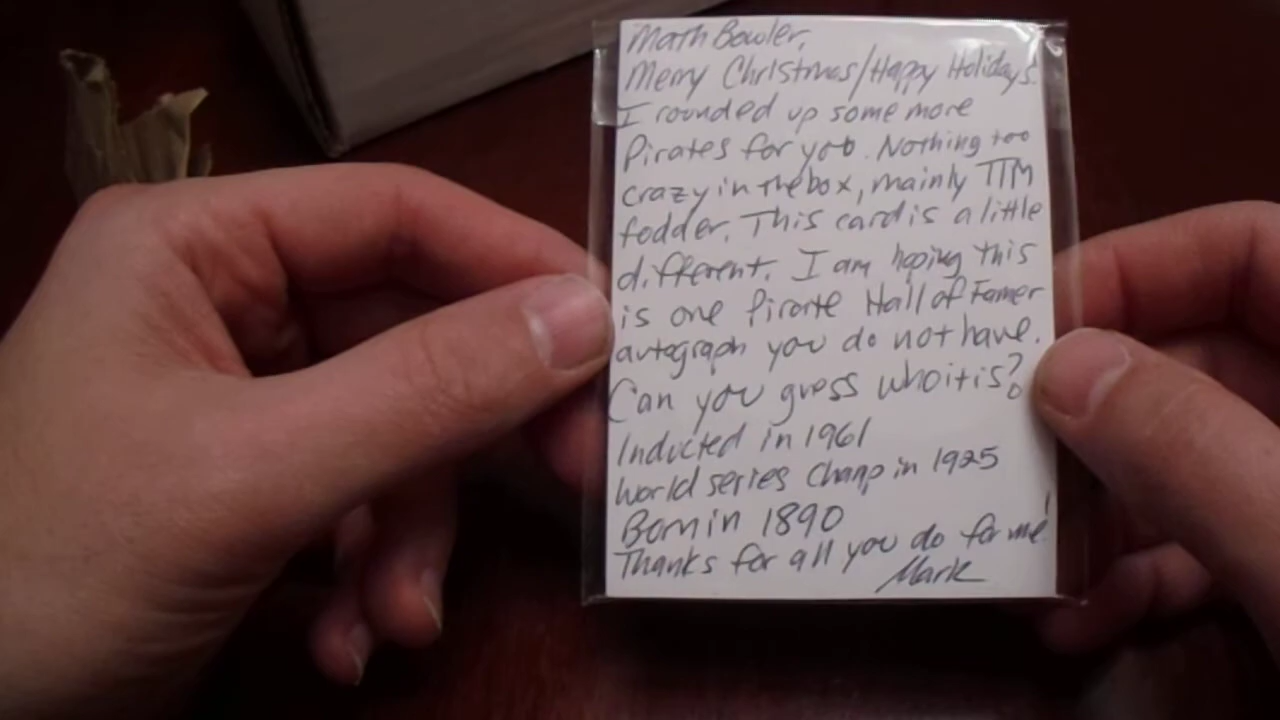 Math Bowler,
Merry Christmas/Happy Holidays!
I rounded up some more
Pirates for you. Nothing too
crazy in the box, mainly TTM
fodder. This card is a little
different. I am hoping this
is one Pirate Hall of Famer
autograph you do not have.
Can you guess who it is?
Inducted in 1961
World series Champ in 1925
Born in 1890
Thanks for all you do for me!
Mark